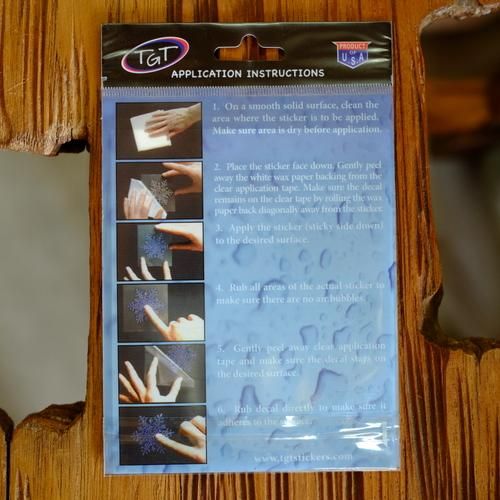 TGT
PRODUCT
OF
USA
APPLICATION INSTRUCTIONS
1. On a smooth solid surface, clean the
area where the sticker is to be applied.
Make sure area is dry before application.
2. Place the sticker face down. Gently peel
away the white wax paper backing from the
clear application tape. Make sure the decal
remains on the clear tape by rolling the wax
paper back diagonally away from the sticker.
3. Apply the sticker (sticky side down)
to the desired surface.
4. Rub all areas of the actual sticker to
make sure there are no air bubbles.
5. Gently peel away clear application
tape and make sure the decal stays on
the desired surface.
6. Rub decal directly to make sure it
adheres to the
www.tgtstickers.com